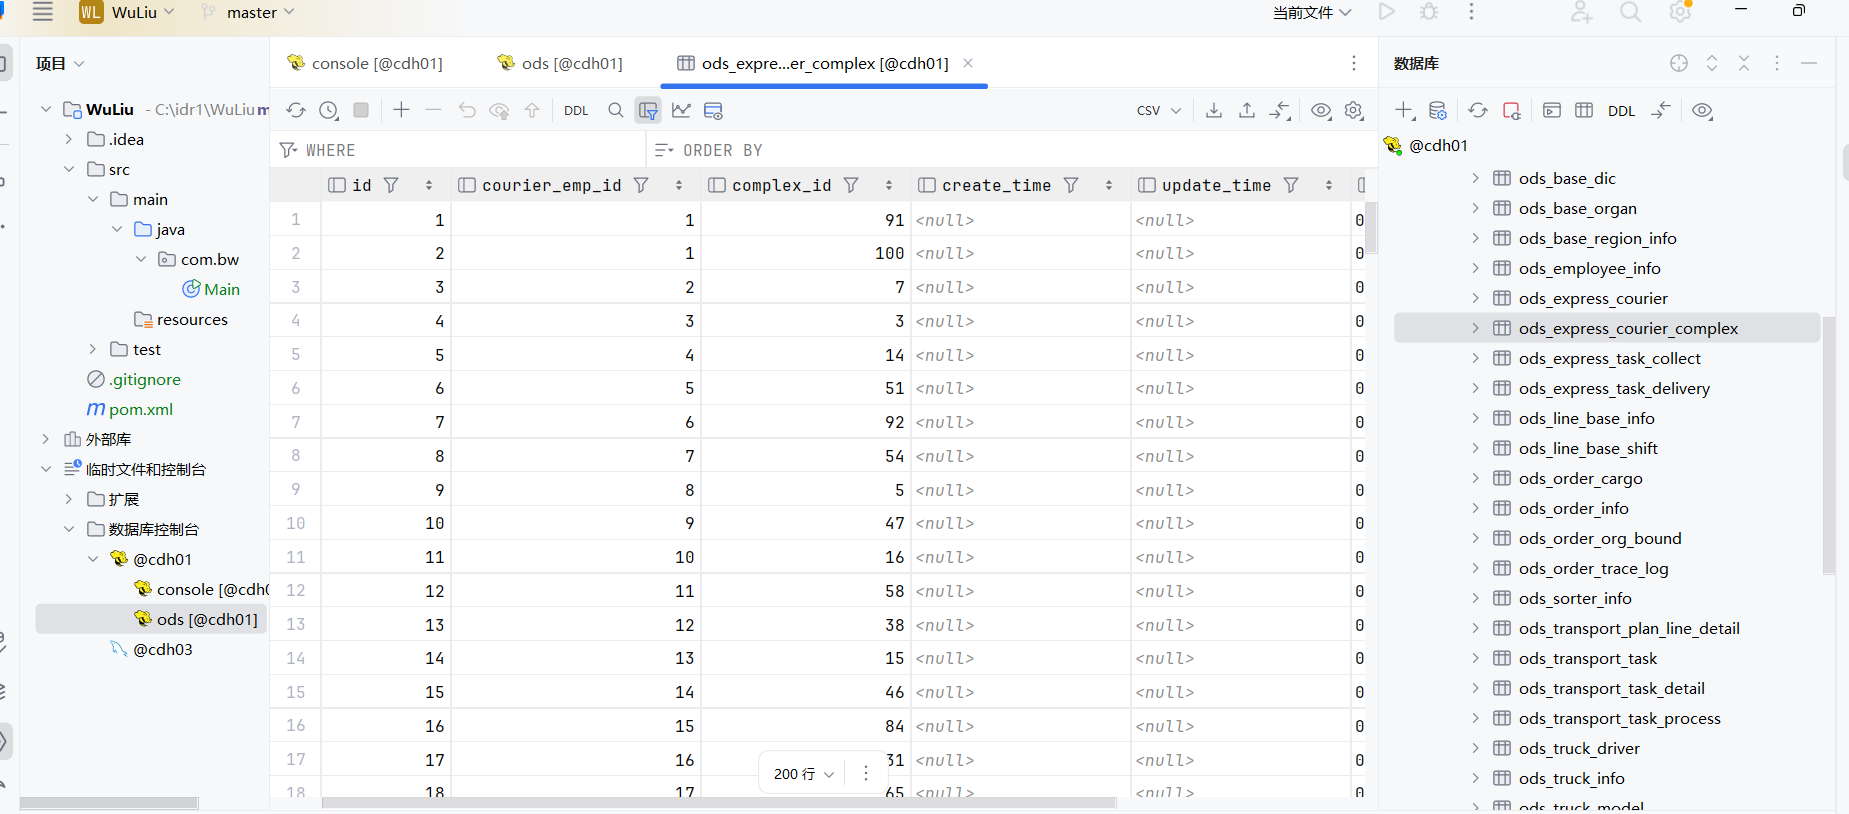 WL WuLiu master 当前文件
项目
WuLiu - C:\idr1\WuLiu
.idea
src
main
java
com.bw
Main
resources
test
.gitignore
pom.xml
外部库
临时文件和控制台
扩展
数据库控制台
@cdh01
console [@cdh
ods [@cdh01]
@cdh03
console [@cdh01] ods [@cdh01] ods_expre...er_complex [@cdh01]
DDL CSV
WHERE ORDER BY
id courier_emp_id complex_id create_time update_time
1 1 1 91 <null> <null> 0
2 2 1 100 <null> <null> 0
3 3 2 7 <null> <null> 0
4 4 3 3 <null> <null> 0
5 5 4 14 <null> <null> 0
6 6 5 51 <null> <null> 0
7 7 6 92 <null> <null> 0
8 8 7 54 <null> <null> 0
9 9 8 5 <null> <null> 0
10 10 9 47 <null> <null> 0
11 11 10 16 <null> <null> 0
12 12 11 58 <null> <null> 0
13 13 12 38 <null> <null> 0
14 14 13 15 <null> <null> 0
15 15 14 46 <null> <null> 0
16 16 15 84 <null> <null> 0
17 17 16 31 <null> <null> 0
18 18 17 65 <null> <null> 0
200 行
数据库
DDL
@cdh01
ods_base_dic
ods_base_organ
ods_base_region_info
ods_employee_info
ods_express_courier
ods_express_courier_complex
ods_express_task_collect
ods_express_task_delivery
ods_line_base_info
ods_line_base_shift
ods_order_cargo
ods_order_info
ods_order_org_bound
ods_order_trace_log
ods_sorter_info
ods_transport_plan_line_detail
ods_transport_task
ods_transport_task_detail
ods_transport_task_process
ods_truck_driver
ods_truck_info
ods_truck_model